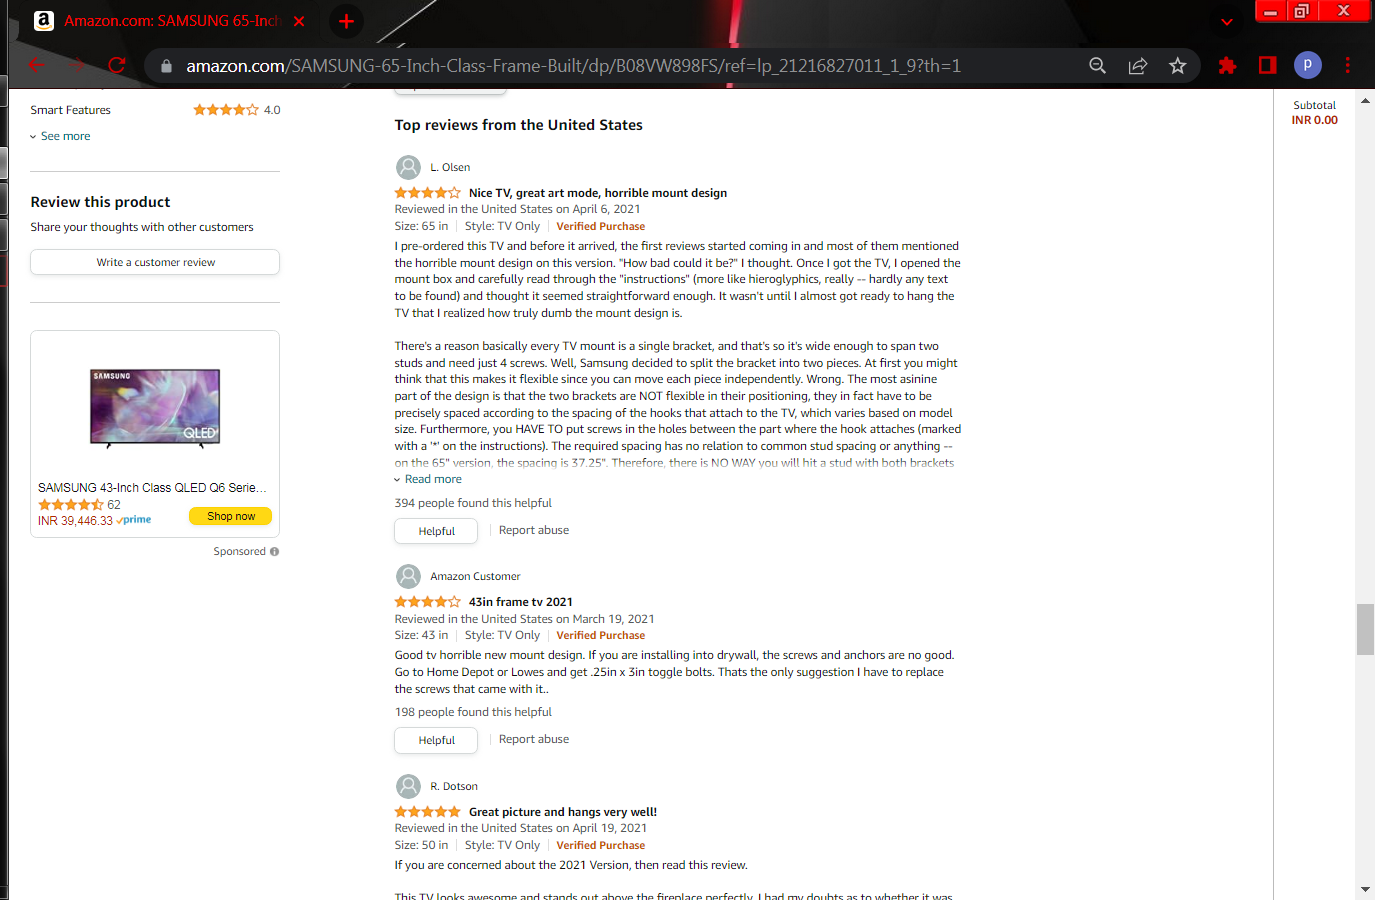 Amazon.com: SAMSUNG 65-Inch
amazon.com/SAMSUNG-65-Inch-Class-Frame-Built/dp/B08VW898FS/ref=lp_21216827011_1_9?th=1
p
Smart Features 4.0
See more
Review this product
Share your thoughts with other customers
Write a customer review
SAMSUNG
QLED
SAMSUNG 43-Inch Class QLED Q6 Serie...
62
INR 39,446.33 prime
Shop now
Sponsored
Top reviews from the United States
L. Olsen
Nice TV, great art mode, horrible mount design
Reviewed in the United States on April 6, 2021
Size: 65 in | Style: TV Only | Verified Purchase
I pre-ordered this TV and before it arrived, the first reviews started coming in and most of them mentioned
the horrible mount design on this version. "How bad could it be?" I thought. Once I got the TV, I opened the
mount box and carefully read through the "instructions" (more like hieroglyphics, really -- hardly any text
to be found) and thought it seemed straightforward enough. It wasn't until I almost got ready to hang the
TV that I realized how truly dumb the mount design is.
There's a reason basically every TV mount is a single bracket, and that's so it's wide enough to span two
studs and need just 4 screws. Well, Samsung decided to split the bracket into two pieces. At first you might
think that this makes it flexible since you can move each piece independently. Wrong. The most asinine
part of the design is that the two brackets are NOT flexible in their positioning, they in fact have to be
precisely spaced according to the spacing of the hooks that attach to the TV, which varies based on model
size. Furthermore, you HAVE TO put screws in the holes between the part where the hook attaches (marked
with a '*' on the instructions). The required spacing has no relation to common stud spacing or anything --
on the 65" version, the spacing is 37.25". Therefore, there is NO WAY you will hit a stud with both brackets
Read more
394 people found this helpful
Helpful | Report abuse
Amazon Customer
43in frame tv 2021
Reviewed in the United States on March 19, 2021
Size: 43 in | Style: TV Only | Verified Purchase
Good tv horrible new mount design. If you are installing into drywall, the screws and anchors are no good.
Go to Home Depot or Lowes and get .25in x 3in toggle bolts. Thats the only suggestion I have to replace
the screws that came with it..
198 people found this helpful
Helpful | Report abuse
R. Dotson
Great picture and hangs very well!
Reviewed in the United States on April 19, 2021
Size: 50 in | Style: TV Only | Verified Purchase
If you are concerned about the 2021 Version, then read this review.
This TV looks awesome and stands out above the fireplace perfectly. I had my doubts as to whether it was
Subtotal
INR 0.00